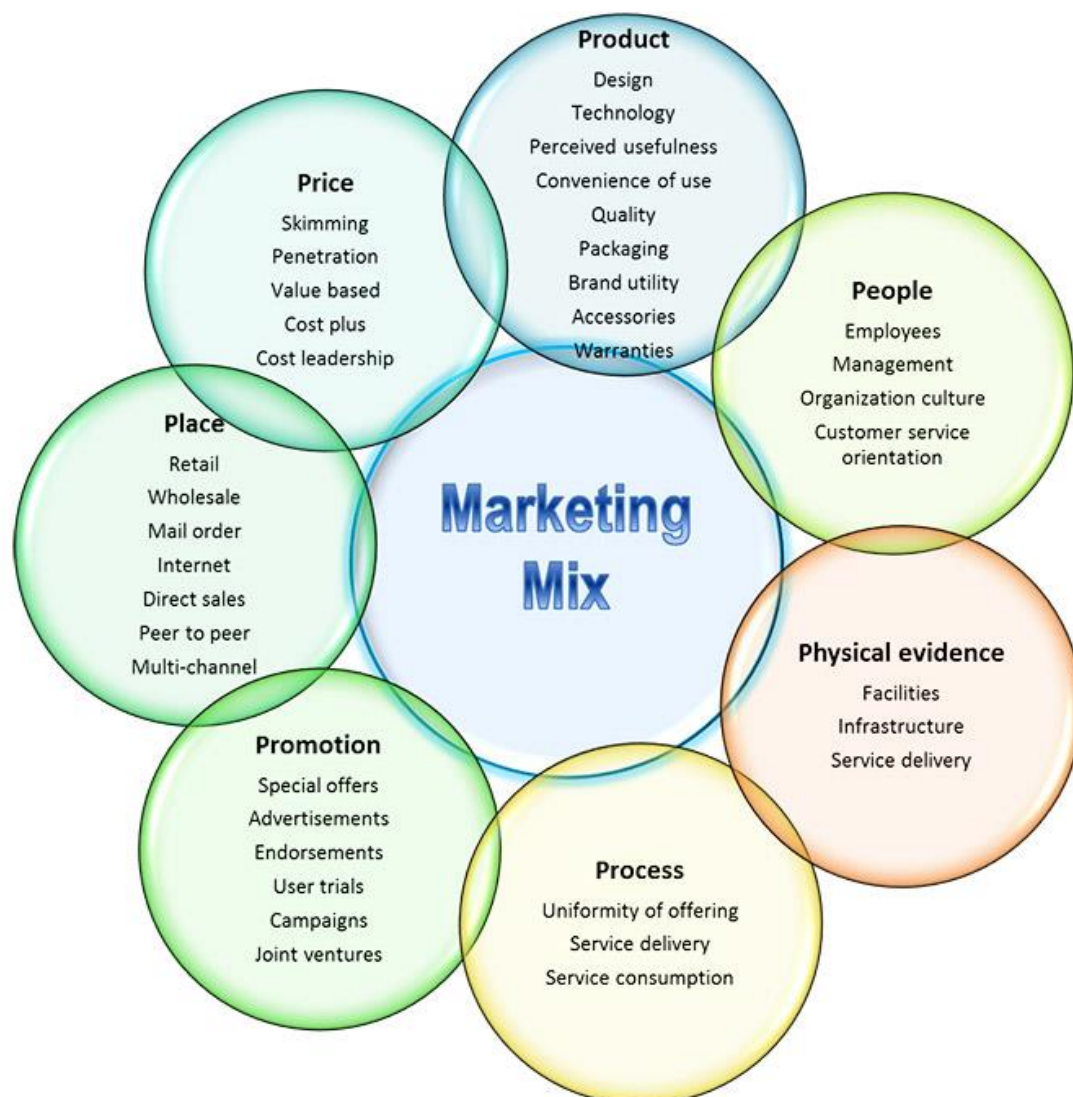 Product
Design
Technology
Perceived usefulness
Convenience of use
Quality
Packaging
Brand utility
Accessories
Warranties
Price
Skimming
Penetration
Value based
Cost plus
Cost leadership
People
Employees
Management
Organization culture
Customer service
orientation
Place
Retail
Wholesale
Mail order
Internet
Direct sales
Peer to peer
Multi-channel
Marketing
Mix
Physical evidence
Facilities
Infrastructure
Service delivery
Promotion
Special offers
Advertisements
Endorsements
User trials
Campaigns
Joint ventures
Process
Uniformity of offering
Service delivery
Service consumption